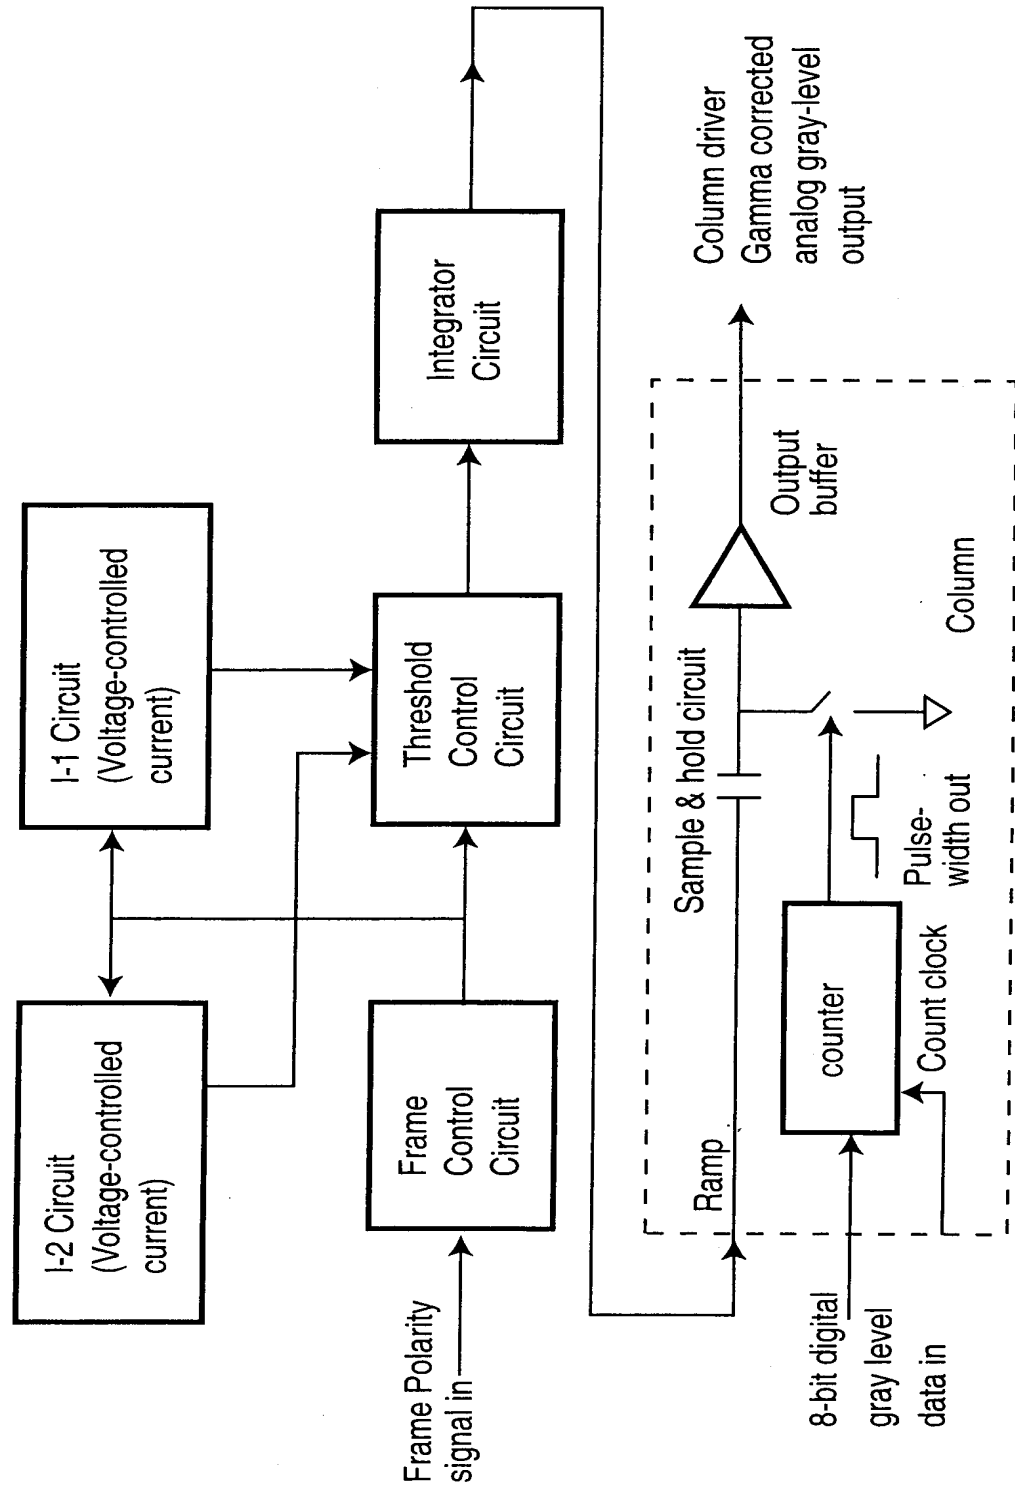 I-2 Circuit
(Voltage-controlled
current)
I-1 Circuit
(Voltage-controlled
current)
Frame Polarity
signal in
Frame
Control
Circuit
Threshold
Control
Circuit
Integrator
Circuit
Ramp
Sample & hold circuit
Output
buffer
Column driver
Gamma corrected
analog gray-level
output
8-bit digital
gray level
data in
counter
Count clock
Pulse-
width out
Column